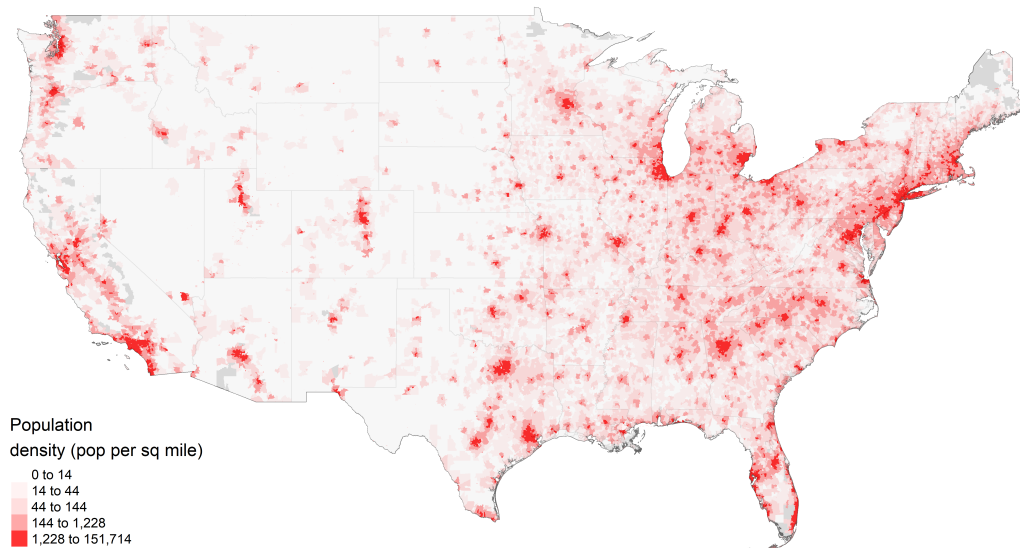 Population
density (pop per sq mile)
0 to 14
14 to 44
44 to 144
144 to 1,228
1,228 to 151,714